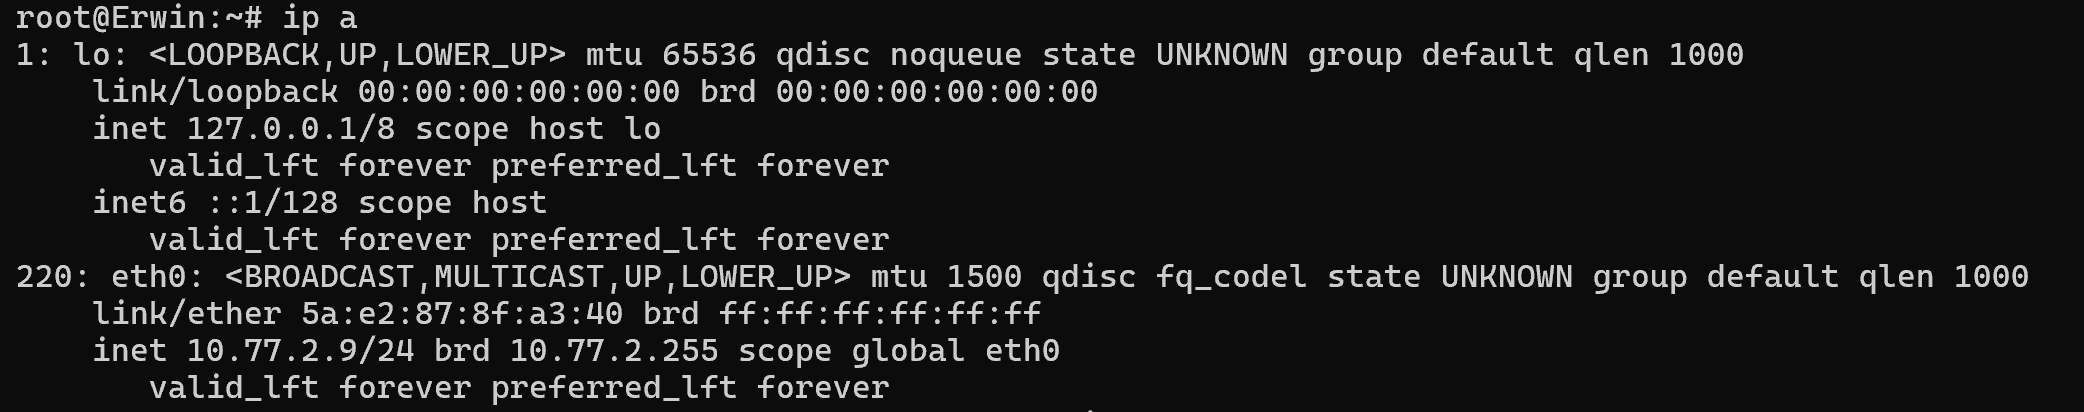 root@Erwin:~# ip a
1: lo: <LOOPBACK,UP,LOWER_UP> mtu 65536 qdisc noqueue state UNKNOWN group default qlen 1000
    link/loopback 00:00:00:00:00:00 brd 00:00:00:00:00:00
    inet 127.0.0.1/8 scope host lo
       valid_lft forever preferred_lft forever
    inet6 ::1/128 scope host
       valid_lft forever preferred_lft forever
220: eth0: <BROADCAST,MULTICAST,UP,LOWER_UP> mtu 1500 qdisc fq_codel state UNKNOWN group default qlen 1000
    link/ether 5a:e2:87:8f:a3:40 brd ff:ff:ff:ff:ff:ff
    inet 10.77.2.9/24 brd 10.77.2.255 scope global eth0
       valid_lft forever preferred_lft forever